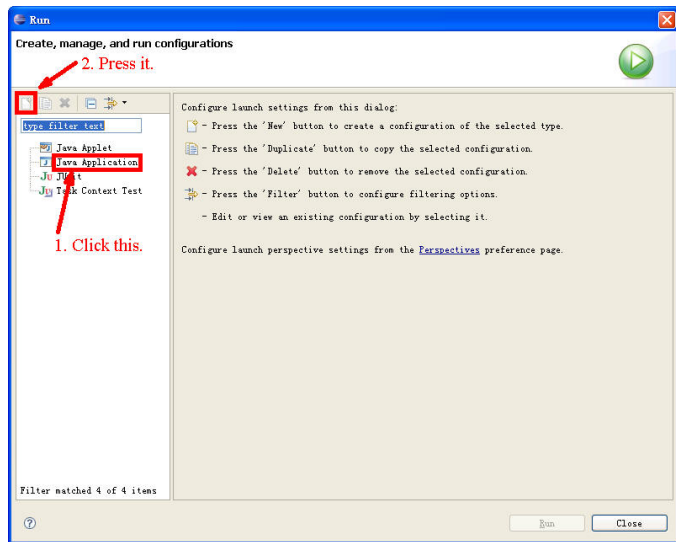 Run
Create, manage, and run configurations
2. Press it.
type filter text
Java Applet
Java Application
JUnit
Task Context Test
1. Click this.
Filter matched 4 of 4 items
Configure launch settings from this dialog:
- Press the 'New' button to create a configuration of the selected type.
- Press the 'Duplicate' button to copy the selected configuration.
- Press the 'Delete' button to remove the selected configuration.
- Press the 'Filter' button to configure filtering options.
- Edit or view an existing configuration by selecting it.
Configure launch perspective settings from the Perspectives preference page.
Run
Close